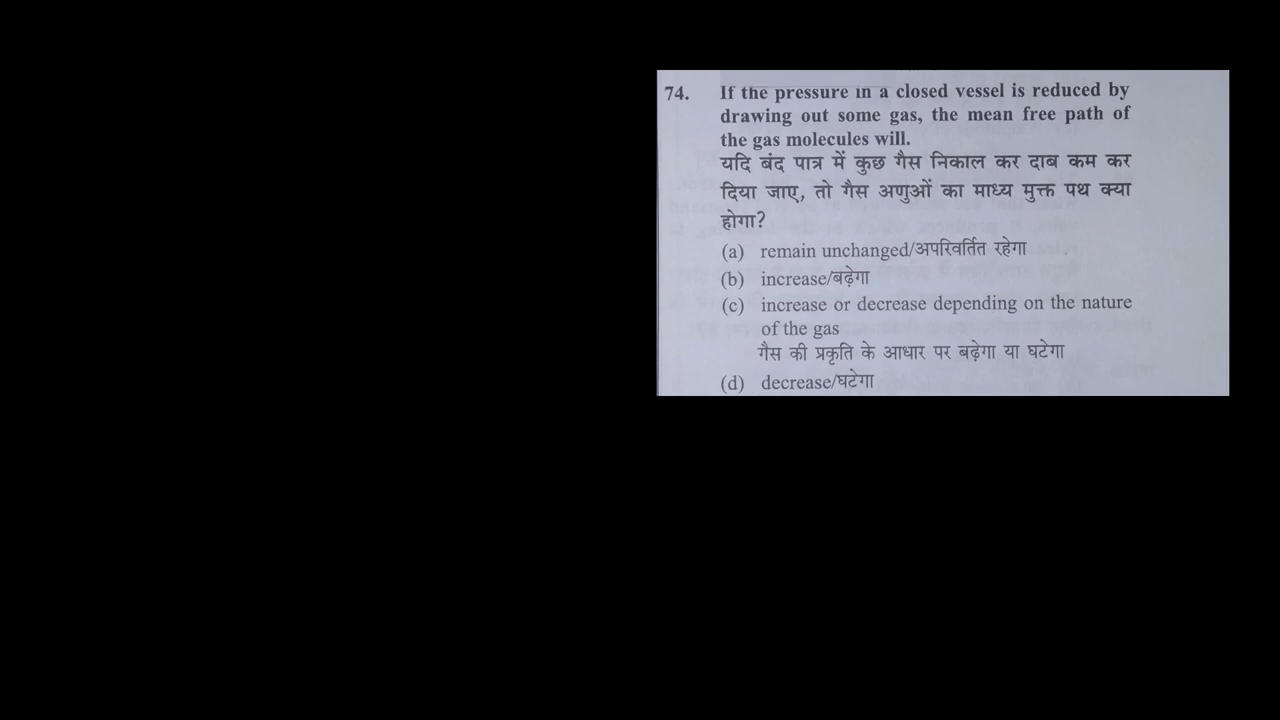 74. If the pressure in a closed vessel is reduced by
drawing out some gas, the mean free path of
the gas molecules will.
यदि बंद पात्र में कुछ गैस निकाल कर दाब कम कर
दिया जाए, तो गैस अणुओं का माध्य मुक्त पथ क्या
होगा?
(a) remain unchanged/अपरिवर्तित रहेगा
(b) increase/बढ़ेगा
(c) increase or decrease depending on the nature
of the gas
गैस की प्रकृति के आधार पर बढ़ेगा या घटेगा
(d) decrease/घटेगा